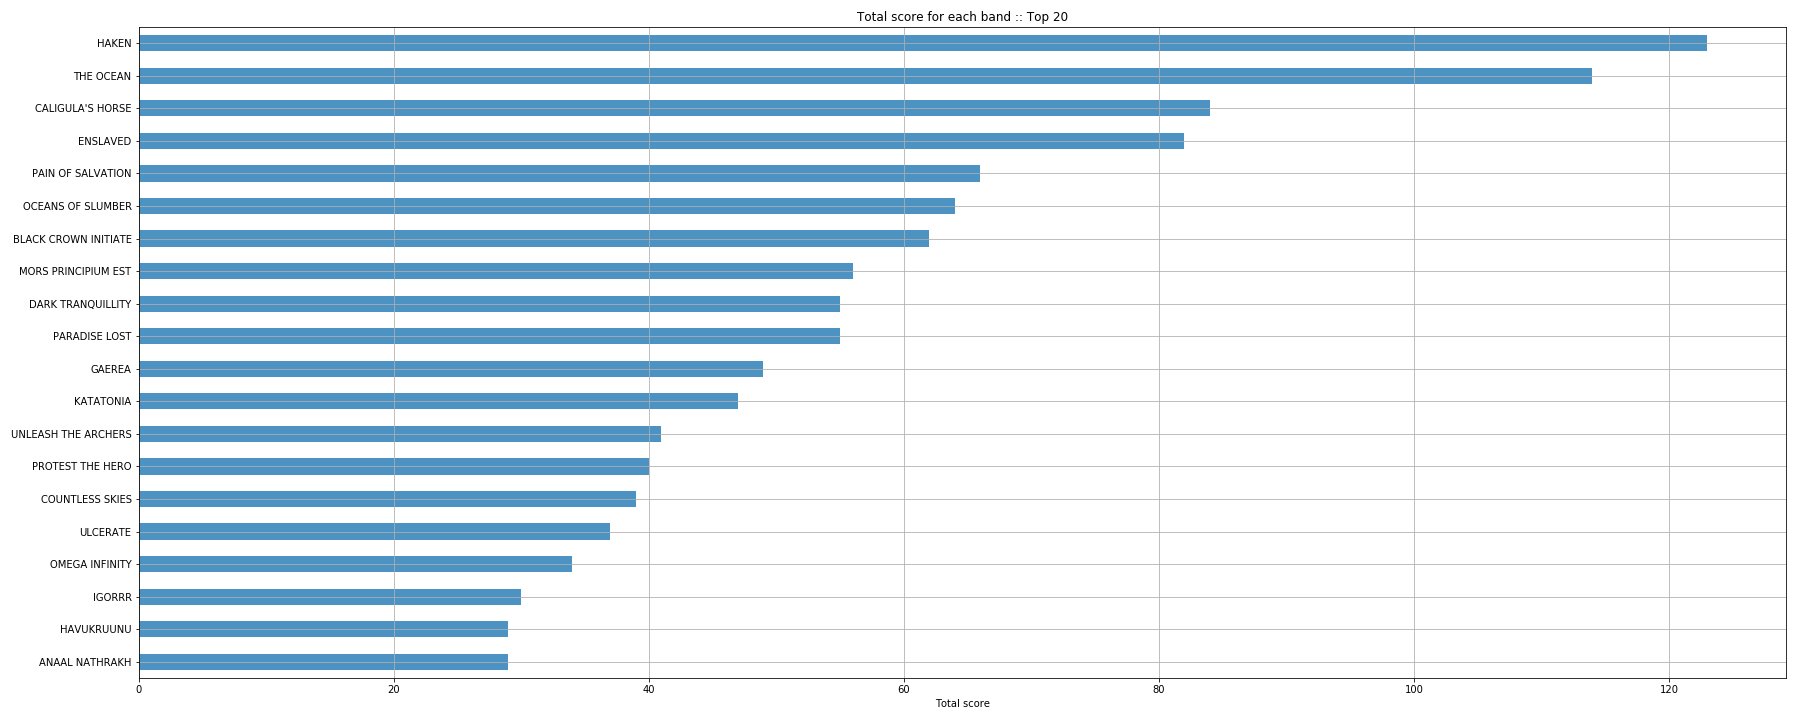 Total score for each band :: Top 20
HAKEN
THE OCEAN
CALIGULA'S HORSE
ENSLAVED
PAIN OF SALVATION
OCEANS OF SLUMBER
BLACK CROWN INITIATE
MORS PRINCIPIUM EST
DARK TRANQUILLITY
PARADISE LOST
GAEREA
KATATONIA
UNLEASH THE ARCHERS
PROTEST THE HERO
COUNTLESS SKIES
ULCERATE
OMEGA INFINITY
IGORRR
HAVUKRUUNU
ANAAL NATHRAKH
0 20 40 60 80 100 120
Total score